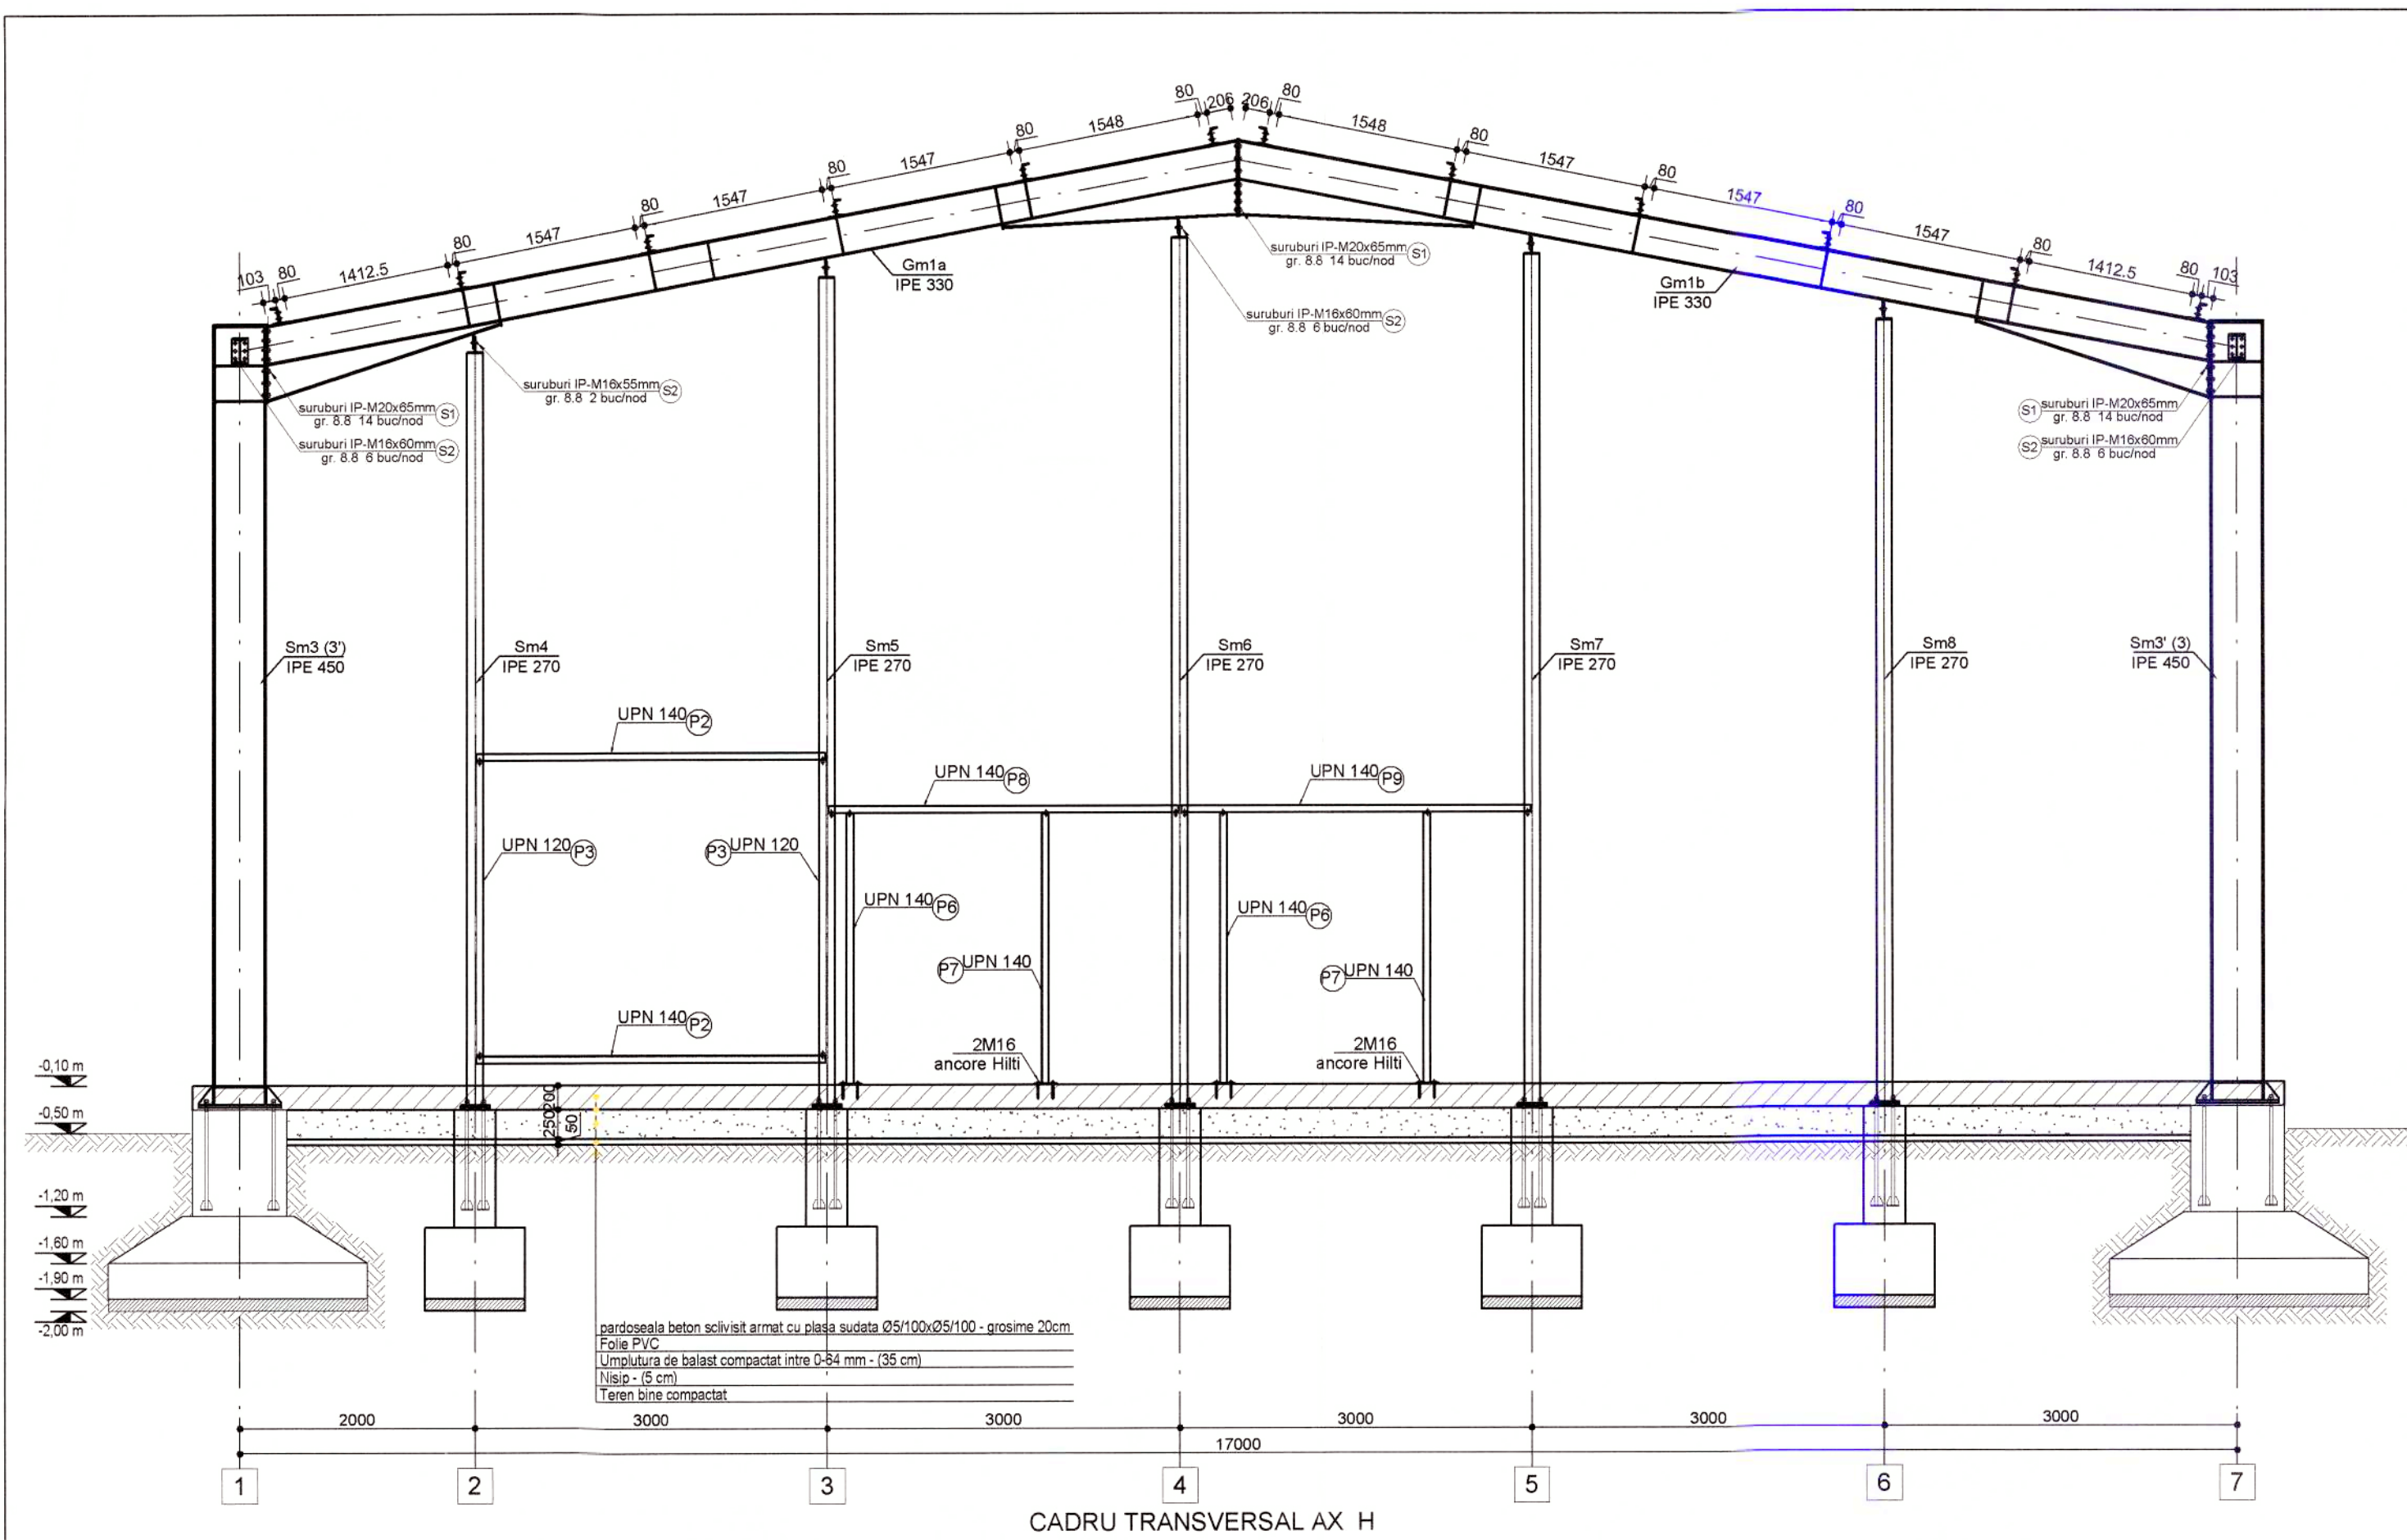 80
206
206
80
1548
1548
80
80
1547
1547
80
80
1547
1547
80
80
1547
1547
80
80
1412.5
1412.5
80
103
80
103
suruburi IP-M20x65mm S1
gr. 8.8 14 buc/nod
Gm1a
IPE 330
Gm1b
IPE 330
suruburi IP-M16x60mm S2
gr. 8.8 6 buc/nod
suruburi IP-M16x55mm S2
gr. 8.8 2 buc/nod
suruburi IP-M20x65mm S1
gr. 8.8 14 buc/nod
suruburi IP-M16x60mm S2
gr. 8.8 6 buc/nod
S1 suruburi IP-M20x65mm
gr. 8.8 14 buc/nod
S2 suruburi IP-M16x60mm
gr. 8.8 6 buc/nod
Sm3 (3')
IPE 450
Sm4
IPE 270
Sm5
IPE 270
Sm6
IPE 270
Sm7
IPE 270
Sm8
IPE 270
Sm3' (3)
IPE 450
UPN 140 P2
UPN 140 P8
UPN 140 P9
UPN 120 P3
P3 UPN 120
UPN 140 P6
UPN 140 P6
P7 UPN 140
P7 UPN 140
UPN 140 P2
2M16
ancore Hilti
2M16
ancore Hilti
-0,10 m
-0,50 m
-1,20 m
-1,60 m
-1,90 m
-2,00 m
200
250
50
pardoseala beton sclivisit armat cu plasa sudata Ø5/100xØ5/100 - grosime 20cm
Folie PVC
Umplutura de balast compactat intre 0-64 mm - (35 cm)
Nisip - (5 cm)
Teren bine compactat
2000
3000
3000
3000
3000
3000
17000
1
2
3
4
5
6
7
CADRU TRANSVERSAL AX H